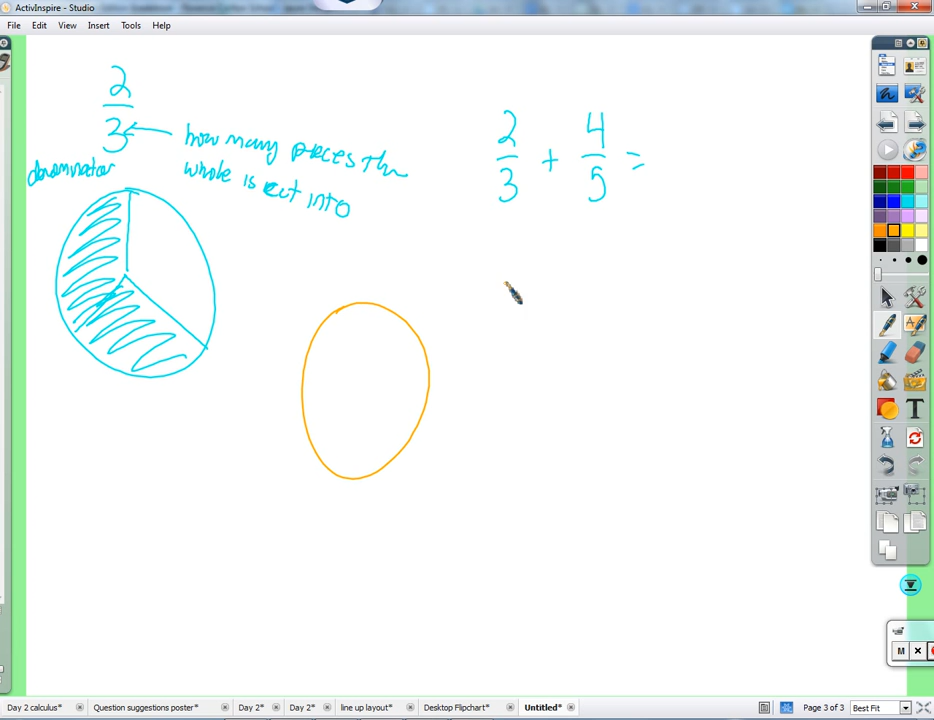 ActivInspire - Studio
File Edit View Insert Tools Help
2
3
how many pieces the
whole is cut into
denominator
2/3 + 4/5 =
M
Day 2 calculus*
Question suggestions poster*
Day 2*
Day 2*
line up layout*
Desktop Flipchart*
Untitled*
Page 3 of 3
Best Fit